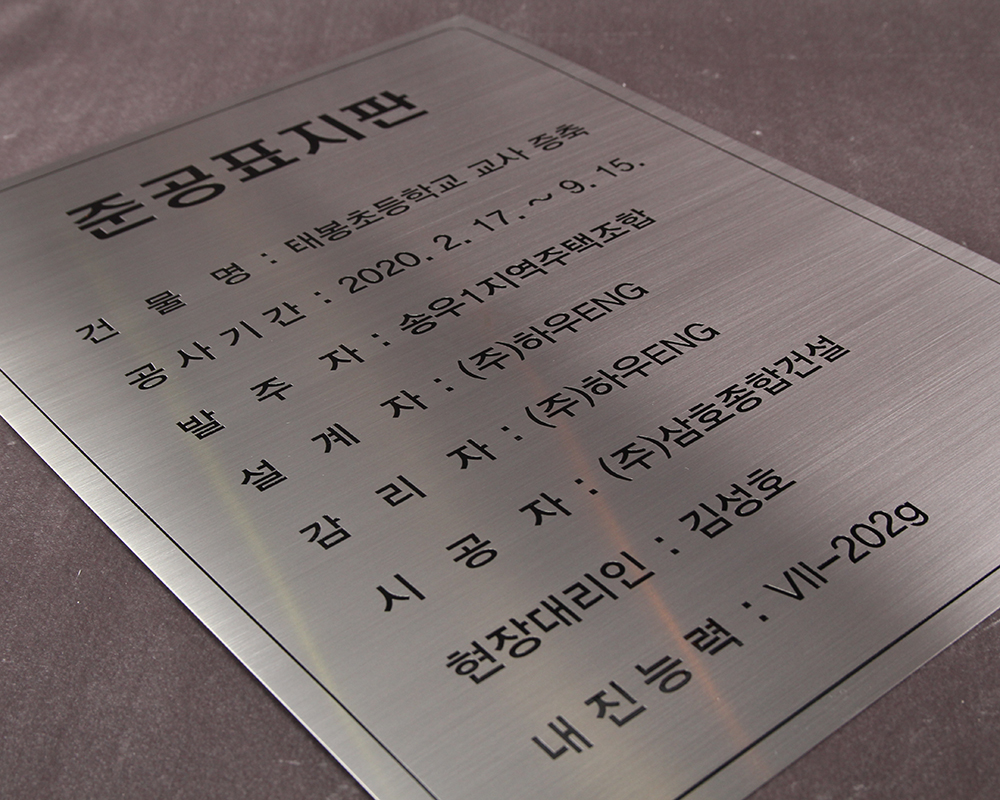 준공표지판
건 물 명 : 태봉초등학교 교사 증축
공사기간 : 2020. 2. 17. ~ 9. 15.
발 주 자 : 송우1지역주택조합
설 계 자 : (주)하우ENG
감 리 자 : (주)하우ENG
시 공 자 : (주)삼호종합건설
현장대리인 : 김성호
내진능력 : VII-202g